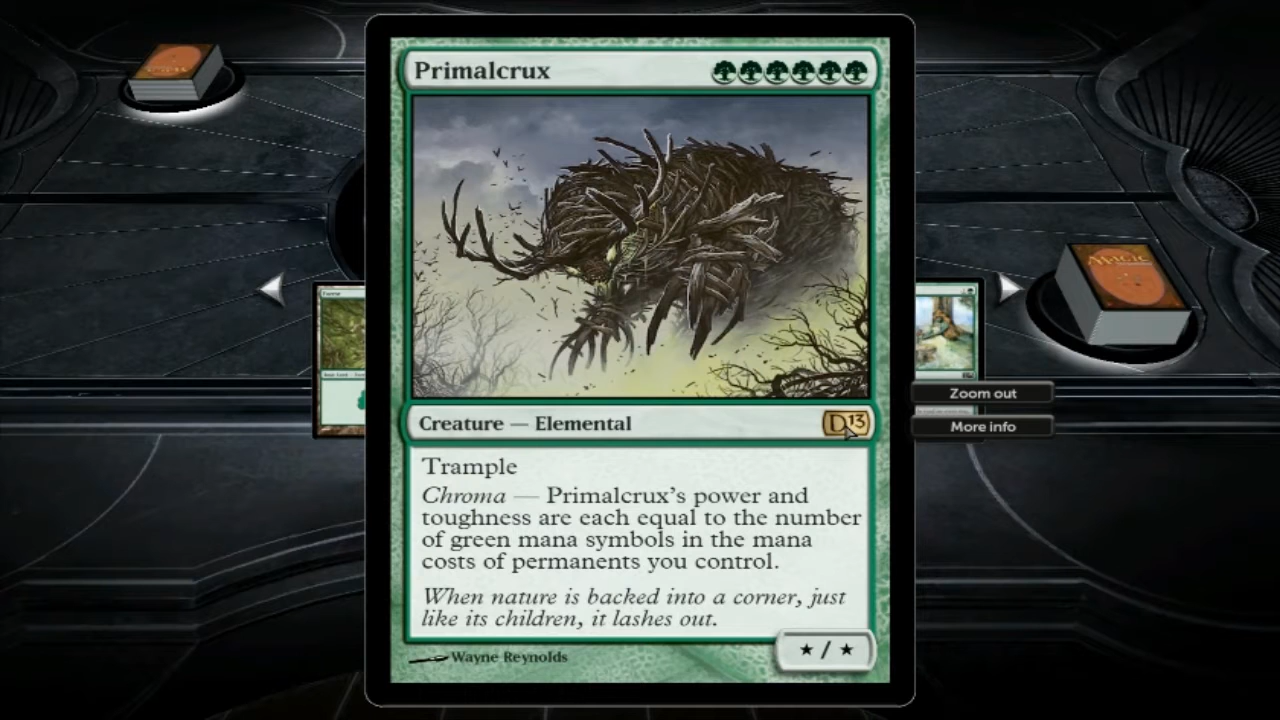 Primalcrux
MAGIC
Forest
Zoom out
More info
Creature — Elemental
D13
Trample
Chroma — Primalcrux's power and
toughness are each equal to the number
of green mana symbols in the mana
costs of permanents you control.
When nature is backed into a corner, just
like its children, it lashes out.
Wayne Reynolds
★ / ★